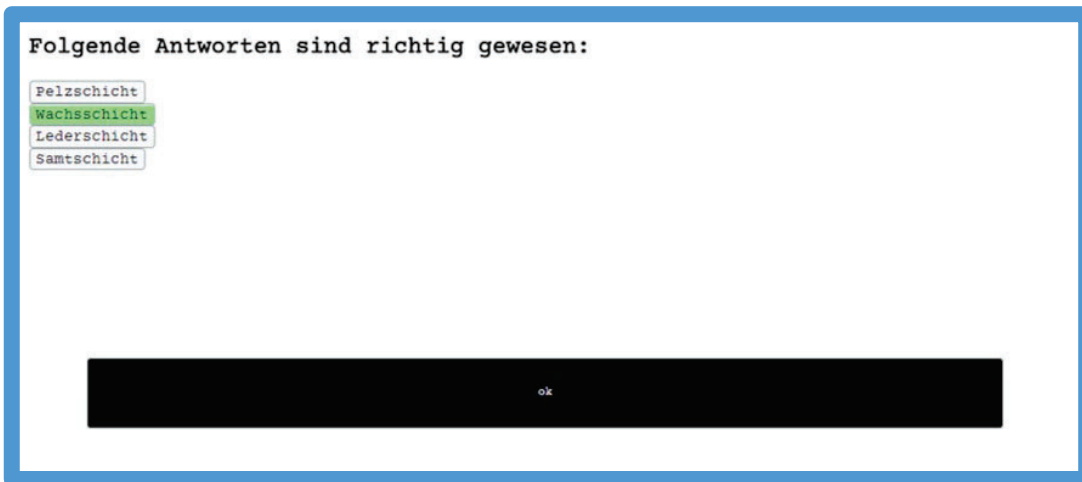 Folgende Antworten sind richtig gewesen:
Pelzschicht
Wachsschicht
Lederschicht
Samtschicht
ok